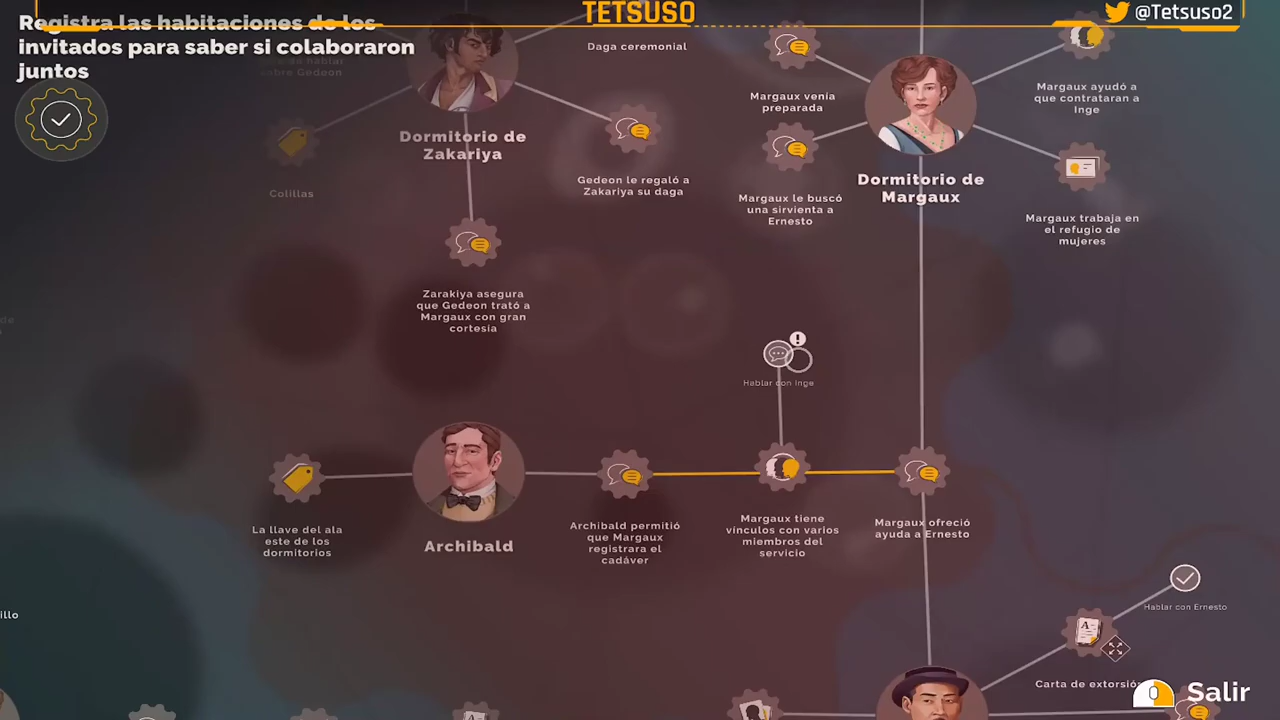 TETSUSO
@Tetsuso2
Registra las habitaciones de los
invitados para saber si colaboraron
juntos
sobre Gedeon
Daga ceremonial
Margaux venía
preparada
Margaux ayudó a
que contrataran a
Inge
Dormitorio de
Zakariya
Colillas
Gedeon le regaló a
Zakariya su daga
Margaux le buscó
una sirvienta a
Ernesto
Dormitorio de
Margaux
Margaux trabaja en
el refugio de
mujeres
Zarakiya asegura
que Gedeon trató a
Margaux con gran
cortesía
Hablar con Inge
La llave del ala
este de los
dormitorios
Archibald
Archibald permitió
que Margaux
registrara el
cadáver
Margaux tiene
vínculos con varios
miembros del
servicio
Margaux ofreció
ayuda a Ernesto
Hablar con Ernesto
illo
Carta de extorsió
Salir